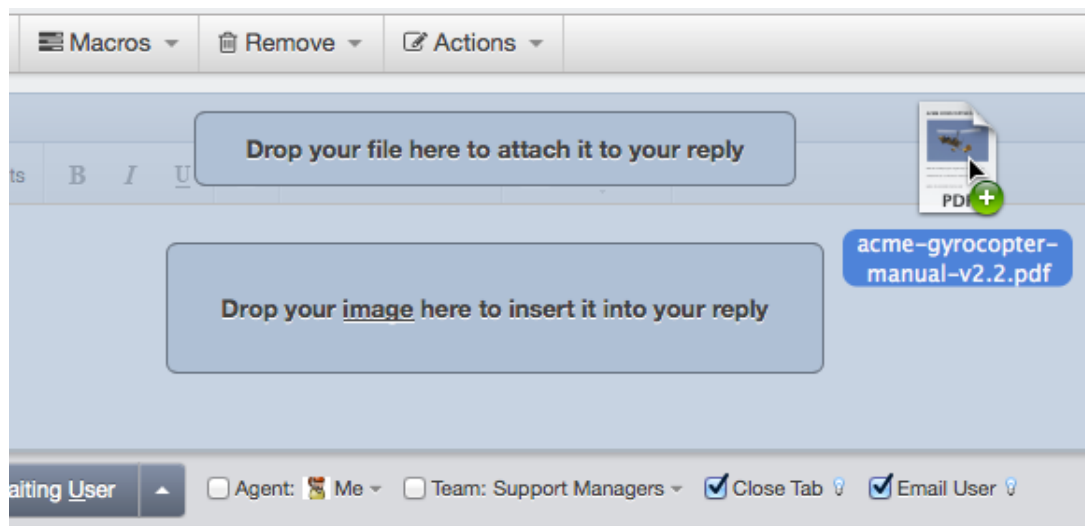 Macros Remove Actions
Drop your file here to attach it to your reply
ts B I U
PDF
acme-gyrocopter-
manual-v2.2.pdf
Drop your image here to insert it into your reply
aiting User Agent: Me Team: Support Managers Close Tab Email User